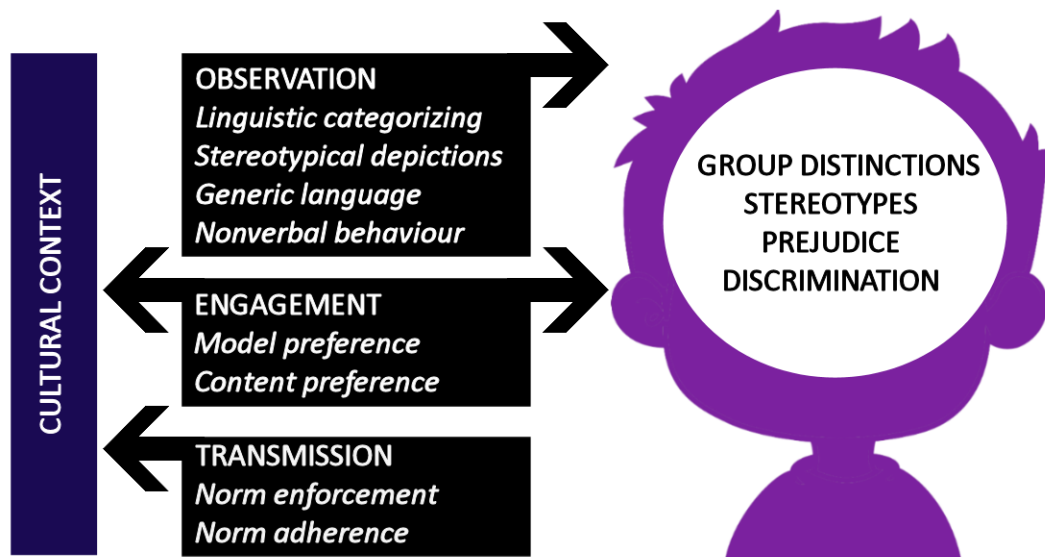 CULTURAL CONTEXT
OBSERVATION
Linguistic categorizing
Stereotypical depictions
Generic language
Nonverbal behaviour
ENGAGEMENT
Model preference
Content preference
TRANSMISSION
Norm enforcement
Norm adherence
GROUP DISTINCTIONS
STEREOTYPES
PREJUDICE
DISCRIMINATION